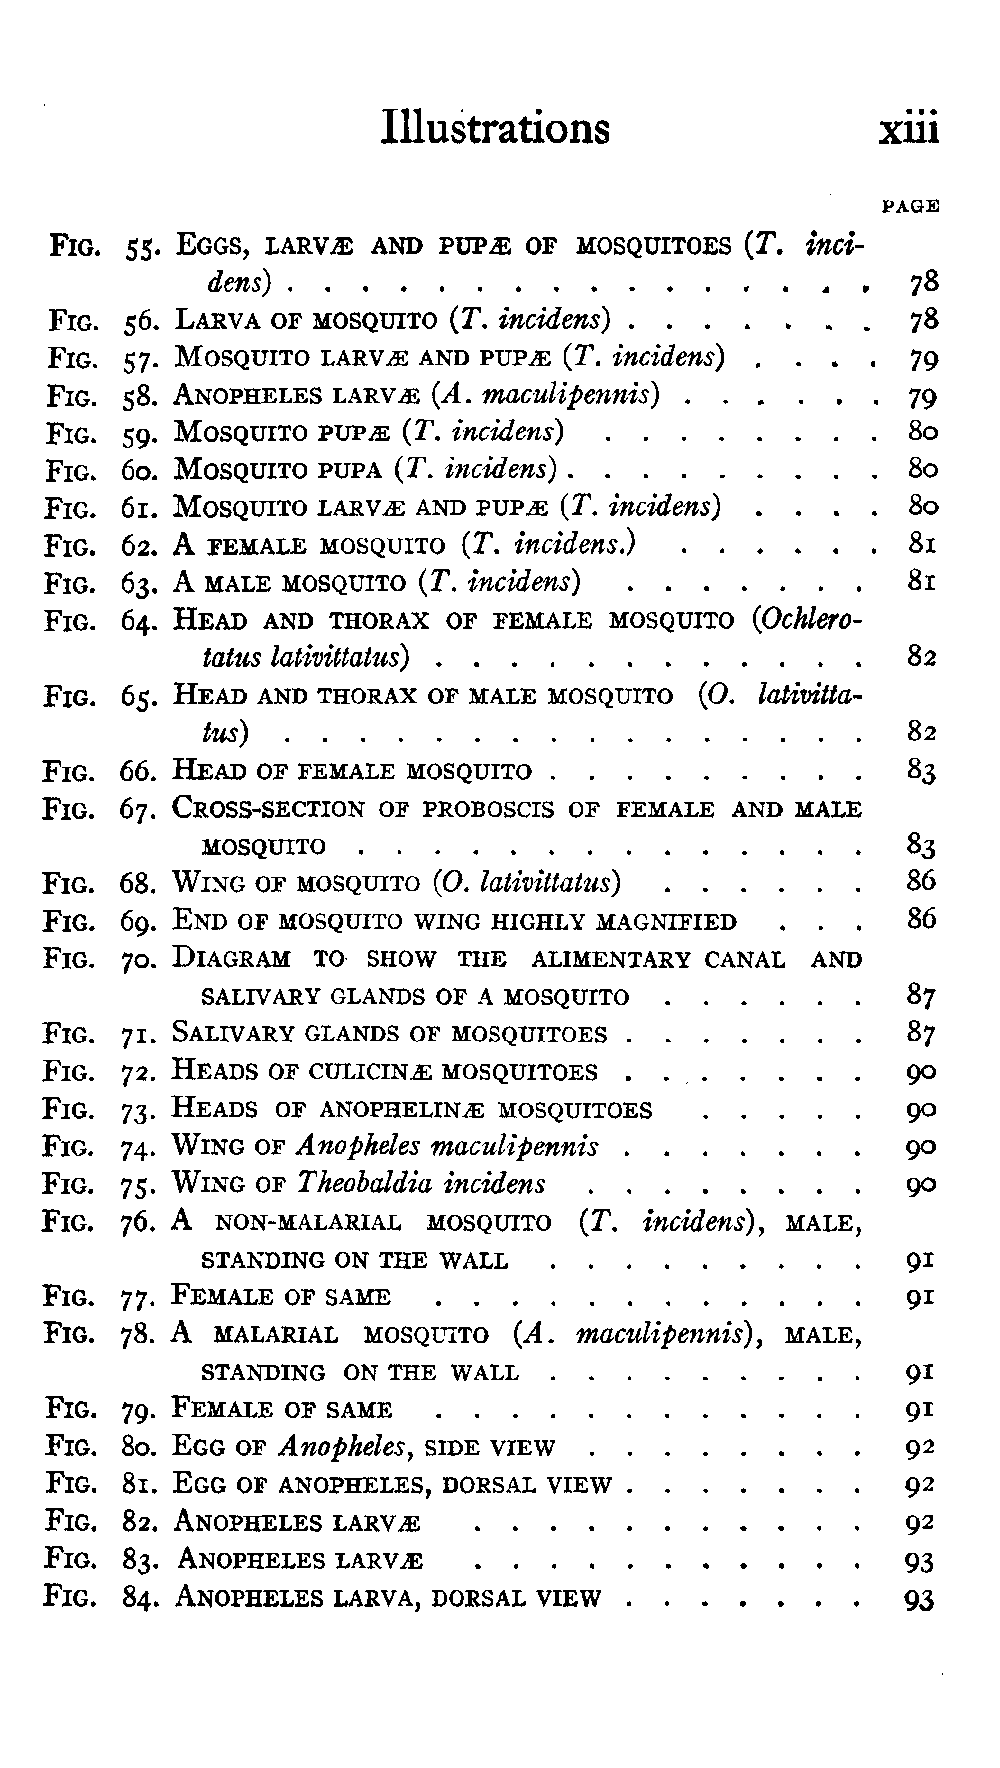 Illustrations xiii
PAGE
FIG. 55. EGGS, LARVÆ AND PUPÆ OF MOSQUITOES (T. inci-
dens) . . . . . . . . . . . . . . . . 78
FIG. 56. LARVA OF MOSQUITO (T. incidens) . . . . . . . 78
FIG. 57. MOSQUITO LARVÆ AND PUPÆ (T. incidens) . . . . 79
FIG. 58. ANOPHELES LARVÆ (A. maculipennis) . . . . . . 79
FIG. 59. MOSQUITO PUPÆ (T. incidens) . . . . . . . . 80
FIG. 60. MOSQUITO PUPA (T. incidens) . . . . . . . . . 80
FIG. 61. MOSQUITO LARVÆ AND PUPÆ (T. incidens) . . . . 80
FIG. 62. A FEMALE MOSQUITO (T. incidens.) . . . . . . 81
FIG. 63. A MALE MOSQUITO (T. incidens) . . . . . . . 81
FIG. 64. HEAD AND THORAX OF FEMALE MOSQUITO (Ochlero-
tatus lativittatus) . . . . . . . . . . . . 82
FIG. 65. HEAD AND THORAX OF MALE MOSQUITO (O. lativitta-
tus) . . . . . . . . . . . . . . . . 82
FIG. 66. HEAD OF FEMALE MOSQUITO . . . . . . . . . 83
FIG. 67. CROSS-SECTION OF PROBOSCIS OF FEMALE AND MALE
MOSQUITO . . . . . . . . . . . . . . 83
FIG. 68. WING OF MOSQUITO (O. lativittatus) . . . . . . 86
FIG. 69. END OF MOSQUITO WING HIGHLY MAGNIFIED . . . 86
FIG. 70. DIAGRAM TO SHOW THE ALIMENTARY CANAL AND
SALIVARY GLANDS OF A MOSQUITO . . . . . . 87
FIG. 71. SALIVARY GLANDS OF MOSQUITOES . . . . . . . 87
FIG. 72. HEADS OF CULICINÆ MOSQUITOES . . . . . . . 90
FIG. 73. HEADS OF ANOPHELINÆ MOSQUITOES . . . . . 90
FIG. 74. WING OF Anopheles maculipennis . . . . . . . 90
FIG. 75. WING OF Theobaldia incidens . . . . . . . . 90
FIG. 76. A NON-MALARIAL MOSQUITO (T. incidens), MALE,
STANDING ON THE WALL . . . . . . . . . 91
FIG. 77. FEMALE OF SAME . . . . . . . . . . . . 91
FIG. 78. A MALARIAL MOSQUITO (A. maculipennis), MALE,
STANDING ON THE WALL . . . . . . . . . 91
FIG. 79. FEMALE OF SAME . . . . . . . . . . . . 91
FIG. 80. EGG OF Anopheles, SIDE VIEW . . . . . . . . 92
FIG. 81. EGG OF ANOPHELES, DORSAL VIEW . . . . . . . 92
FIG. 82. ANOPHELES LARVÆ . . . . . . . . . . . 92
FIG. 83. ANOPHELES LARVÆ . . . . . . . . . . . 93
FIG. 84. ANOPHELES LARVA, DORSAL VIEW . . . . . . . 93